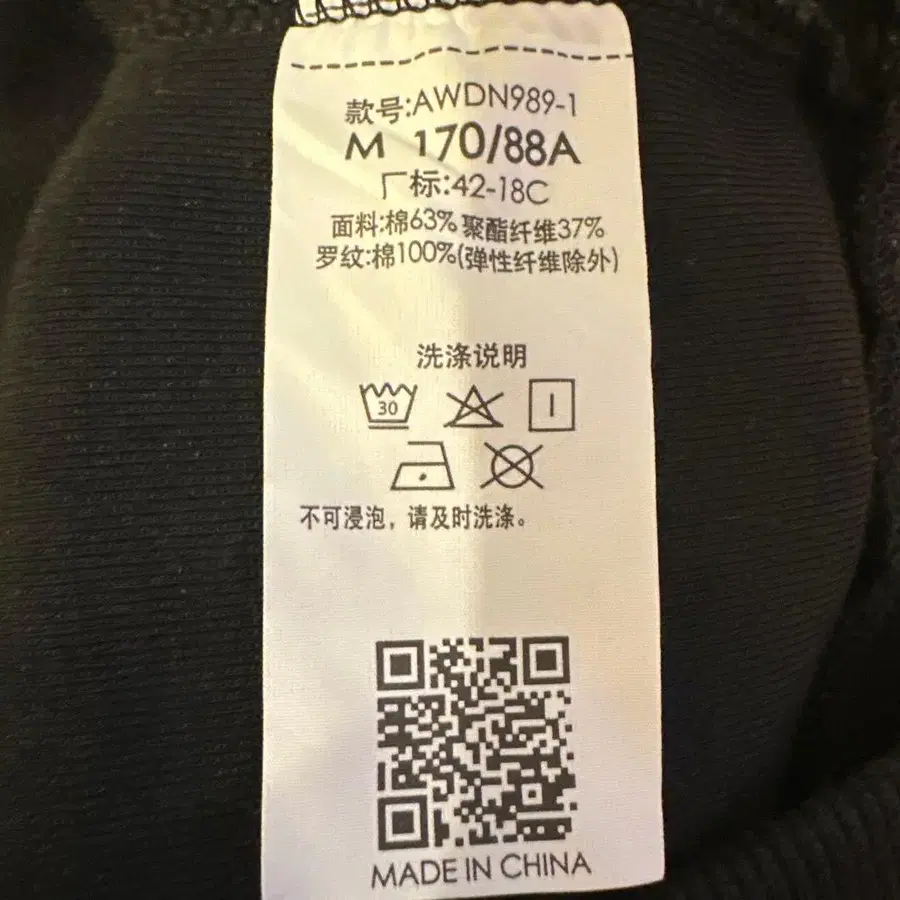 款号:AWDN989-1
M 170/88A
厂标:42-18C
面料:棉63% 聚酯纤维37%
罗纹:棉100%(弹性纤维除外)
洗涤说明
30
不可浸泡，请及时洗涤。
MADE IN CHINA